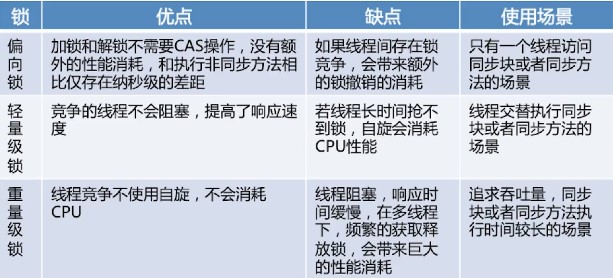 锁 优点 缺点 使用场景
偏向锁
加锁和解锁不需要CAS操作，没有额
外的性能消耗，和执行非同步方法相
比仅存在纳秒级的差距
如果线程间存在锁
竞争，会带来额外
的锁撤销的消耗
只有一个线程访问
同步块或者同步方
法的场景
轻量级锁
竞争的线程不会阻塞，提高了响应速
度
若线程长时间抢不
到锁，自旋会消耗
CPU性能
线程交替执行同步
块或者同步方法的
场景
重量级锁
线程竞争不使用自旋，不会消耗
CPU
线程阻塞，响应时
间缓慢，在多线程
下，频繁的获取释
放锁，会带来巨大
的性能消耗
追求吞吐量，同步
块或者同步方法执
行时间较长的场景